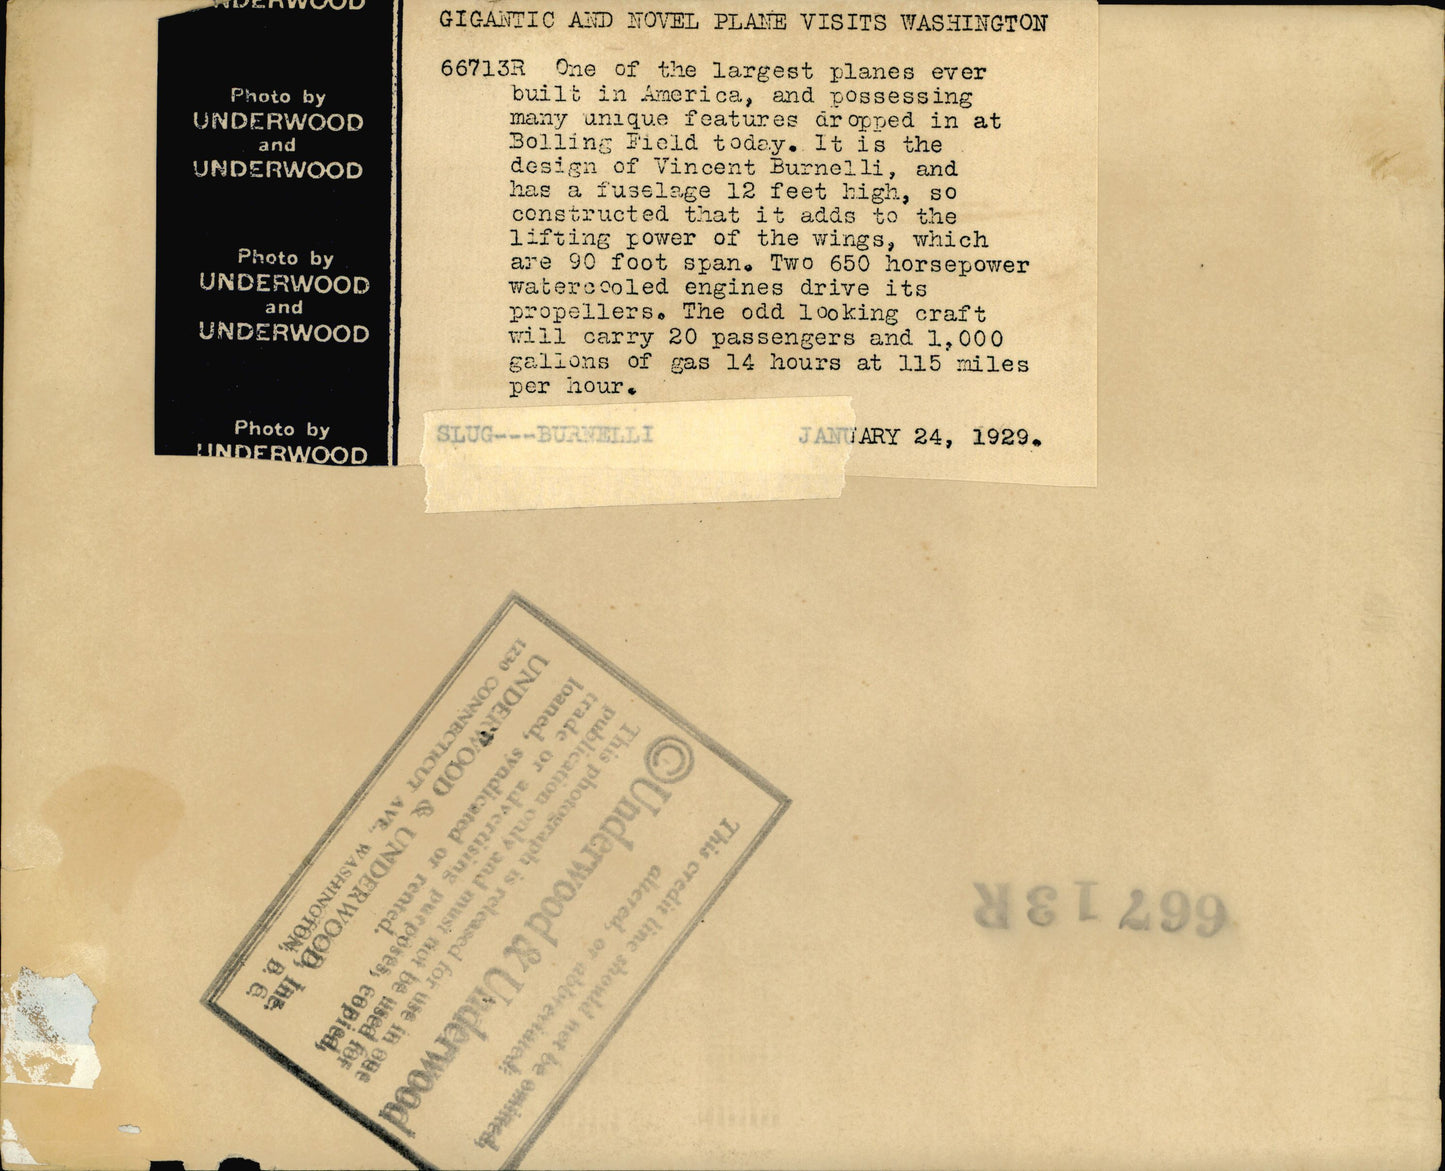 UNDERWOOD
Photo by
UNDERWOOD
and
UNDERWOOD
Photo by
UNDERWOOD
and
UNDERWOOD
Photo by
UNDERWOOD
GIGANTIC AND NOVEL PLANE VISITS WASHINGTON
66713R One of the largest planes ever
built in America, and possessing
many unique features dropped in at
Bolling Field today. It is the
design of Vincent Burnelli, and
has a fuselage 12 feet high, so
constructed that it adds to the
lifting power of the wings, which
are 90 foot span. Two 650 horsepower
watercooled engines drive its
propellers. The odd looking craft
will carry 20 passengers and 1,000
gallons of gas 14 hours at 115 miles
per hour.
SLUG---BURNELLI JANUARY 24, 1929.
This credit line should not be omitted,
altered, or abbreviated.
©Underwood & Underwood
This photograph is released for use in one
publication only and must not be used for
trade or advertising purposes, copied,
loaned, syndicated or rented.
UNDERWOOD & UNDERWOOD, Inc.
1230 CONNECTICUT AVE., WASHINGTON, D. C.
66713R